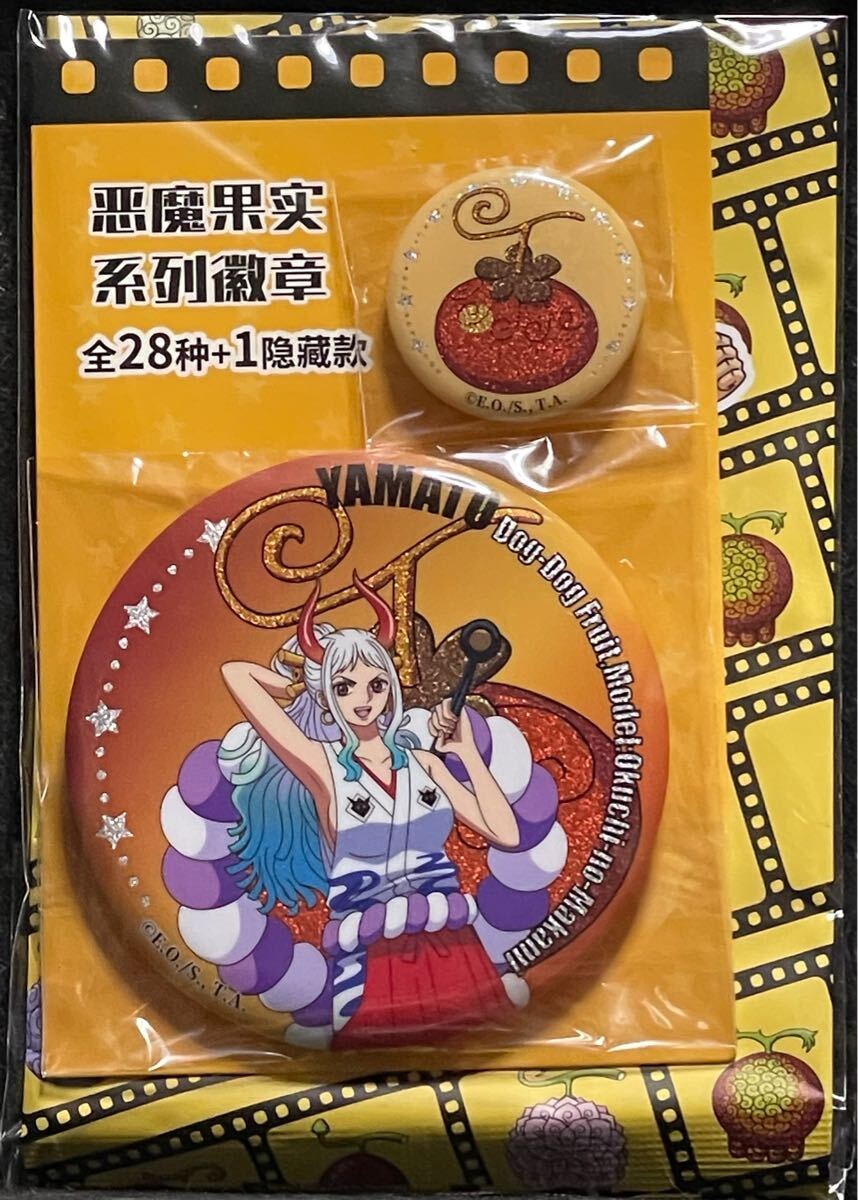 恶魔果实
系列徽章
全28种+1隐藏款
©E.O./S., T.A.
YAMATO
Dog-Dog Fruit,Model:Okuchi-no-Makami
©E.O./S., T.A.